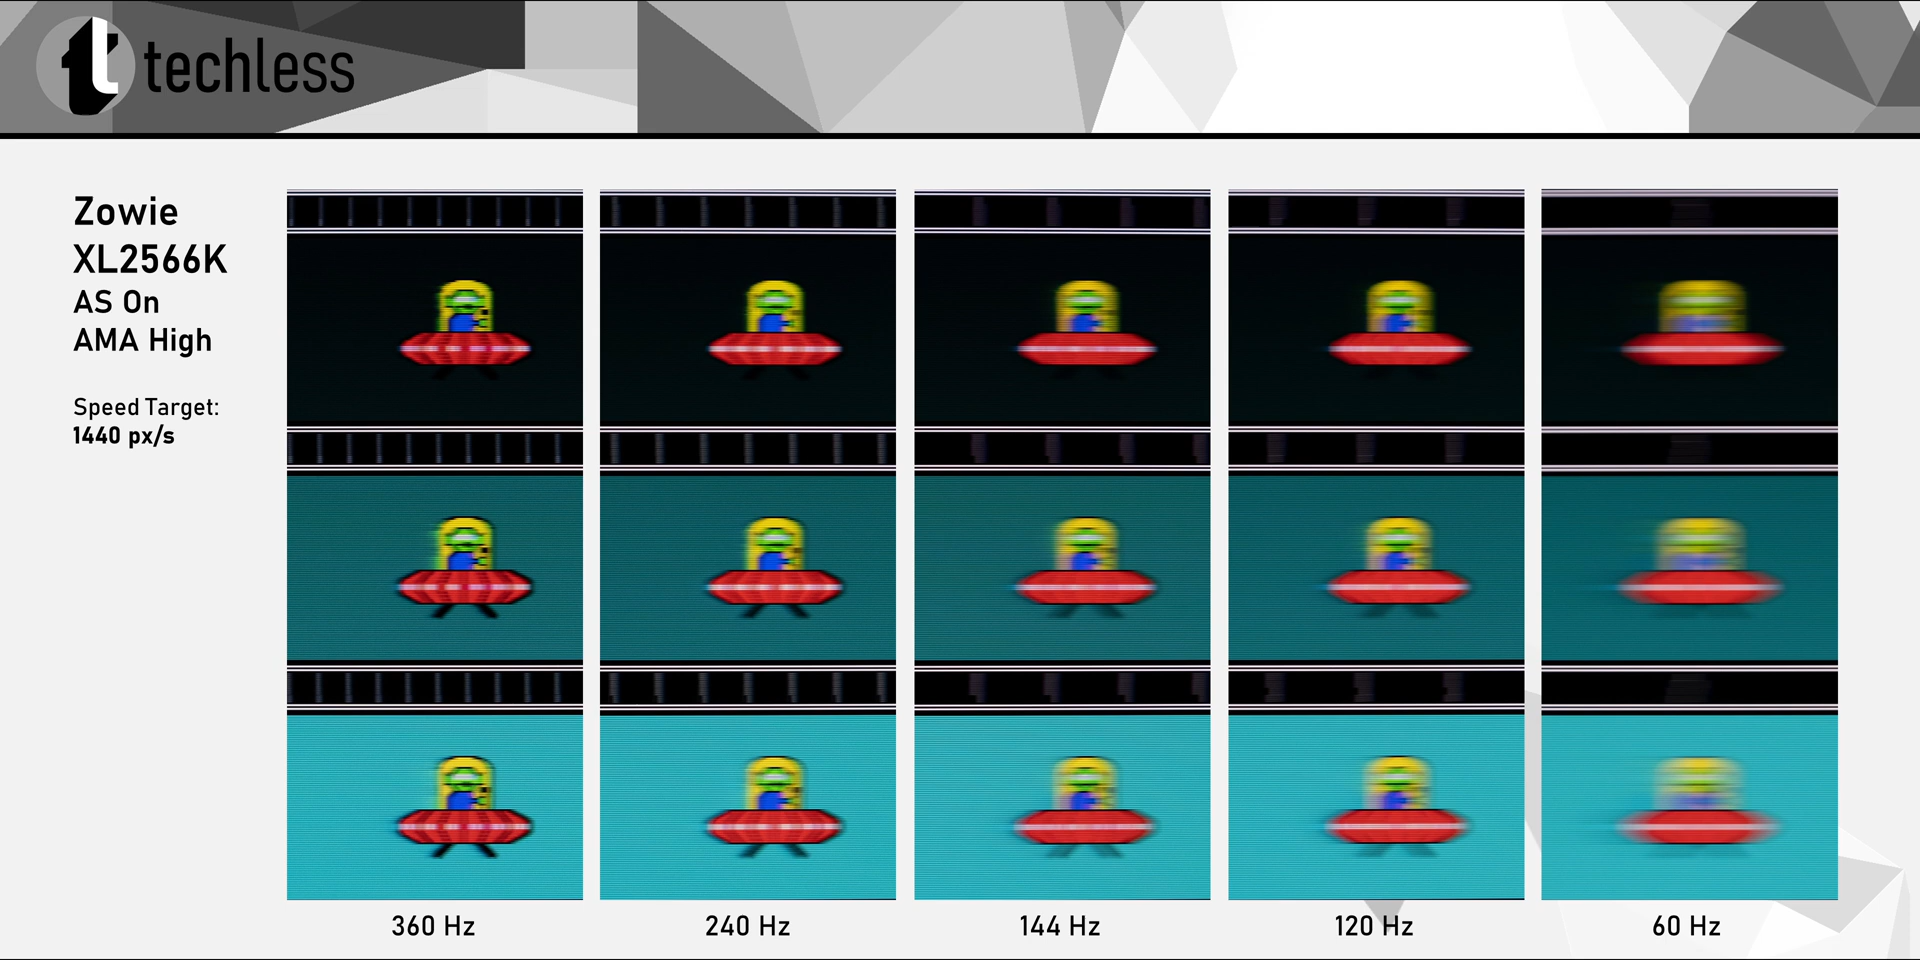 techless
Zowie
XL2566K
AS On
AMA High
Speed Target:
1440 px/s
360 Hz
240 Hz
144 Hz
120 Hz
60 Hz